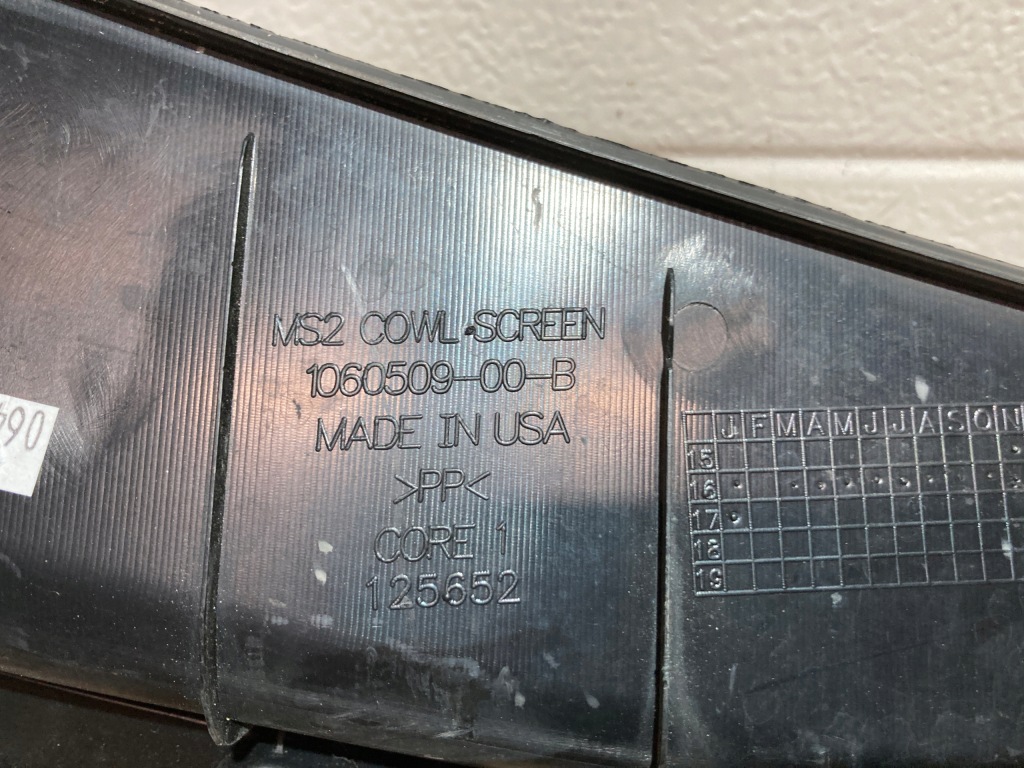 MS2 COWL SCREEN
1060509-00-B
MADE IN USA
>PP<
CORE 1
125652
J F M A M J J A S O N
15
16
17
18
19